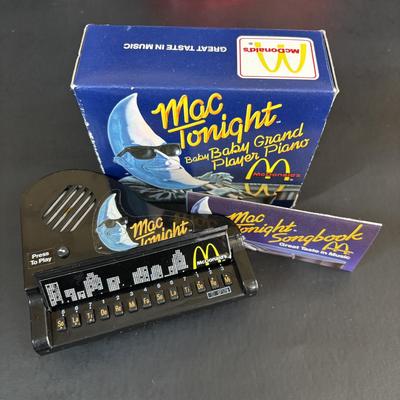 GREAT TASTE IN MUSIC
McDonald's
Mac
Tonight
Baby Baby Grand
Player Piano
McDonald's
Mac
Tonight
Press
To Play
McDonald's
Mac
Tonight Songbook
Great Taste in Music